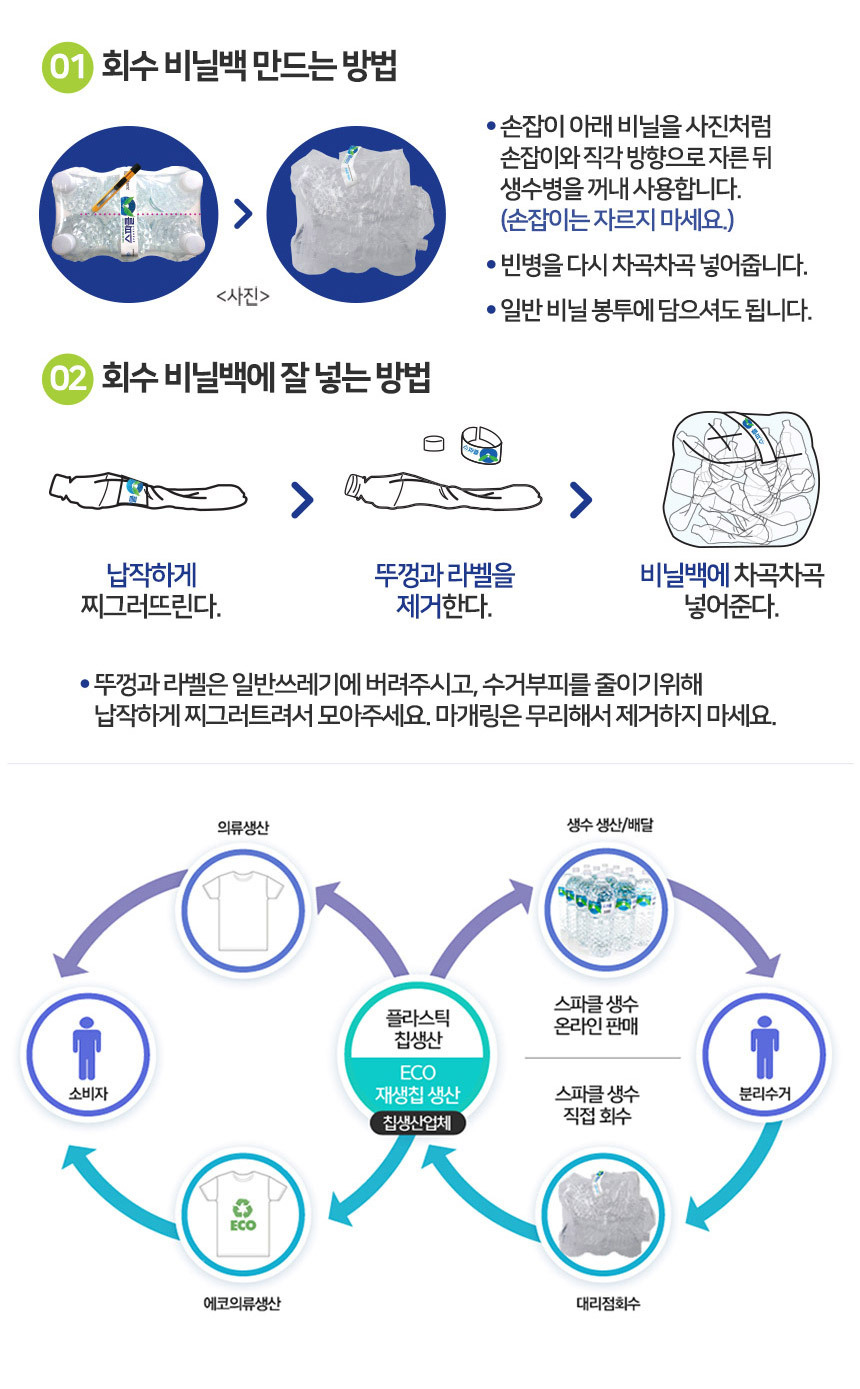 01 회수 비닐백 만드는 방법
스파클
<사진>
• 손잡이 아래 비닐을 사진처럼
손잡이와 직각 방향으로 자른 뒤
생수병을 꺼내 사용합니다.
(손잡이는 자르지 마세요.)
• 빈병을 다시 차곡차곡 넣어줍니다.
• 일반 비닐 봉투에 담으셔도 됩니다.
02 회수 비닐백에 잘 넣는 방법
스파클
납작하게
찌그러뜨린다.
뚜껑과 라벨을
제거한다.
비닐백에 차곡차곡
넣어준다.
• 뚜껑과 라벨은 일반쓰레기에 버려주시고, 수거부피를 줄이기위해
납작하게 찌그러트려서 모아주세요. 마개링은 무리해서 제거하지 마세요.
의류생산
생수 생산/배달
소비자
플라스틱
칩생산
ECO
재생칩 생산
칩생산업체
스파클 생수
온라인 판매
스파클 생수
직접 회수
분리수거
ECO
에코의류생산
대리점회수